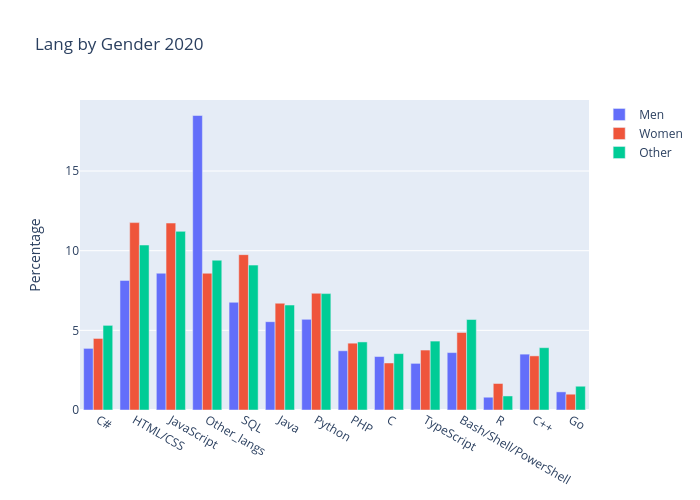 Lang by Gender 2020
Men
Women
Other
Percentage
15
10
5
0
C#
HTML/CSS
JavaScript
Other_langs
SQL
Java
Python
PHP
C
TypeScript
Bash/Shell/PowerShell
R
C++
Go